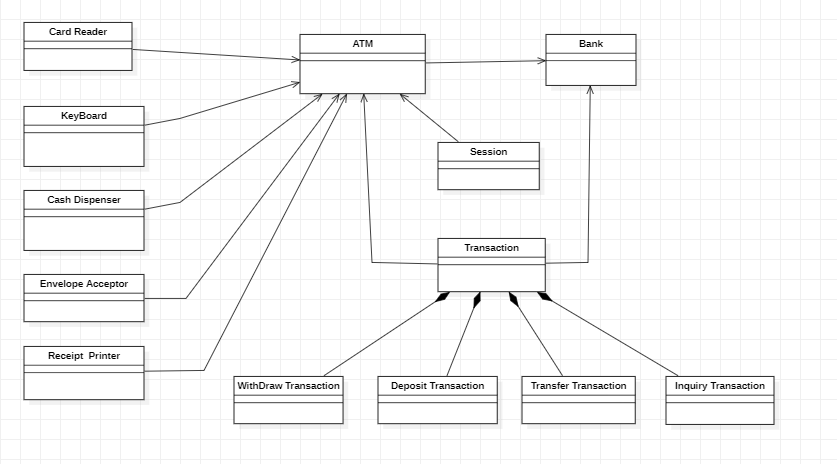 Card Reader
ATM
Bank
KeyBoard
Session
Cash Dispenser
Transaction
Envelope Acceptor
Receipt Printer
WithDraw Transaction
Deposit Transaction
Transfer Transaction
Inquiry Transaction